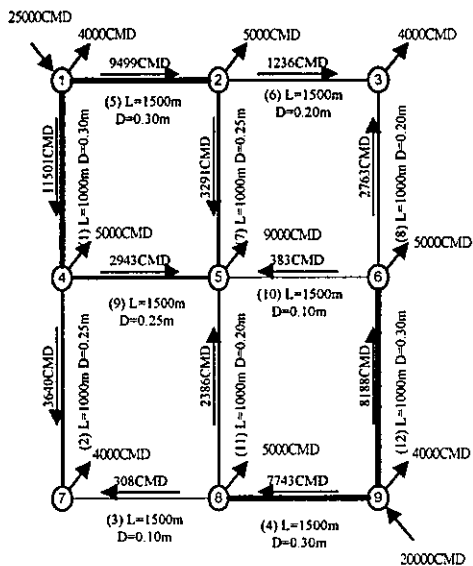 25000CMD
4000CMD
5000CMD
4000CMD
1
9499CMD
2
1236CMD
3
(5) L=1500m
D=0.30m
(6) L=1500m
D=0.20m
11501CMD
(1) L=1000m D=0.30m
3291CMD
(7) L=1000m D=0.25m
2763CMD
(8) L=1000m D=0.20m
5000CMD
9000CMD
5000CMD
4
2943CMD
5
383CMD
6
(9) L=1500m
D=0.25m
(10) L=1500m
D=0.10m
3640CMD
(2) L=1000m D=0.25m
2386CMD
(11) L=1000m D=0.20m
8188CMD
(12) L=1000m D=0.30m
4000CMD
5000CMD
4000CMD
7
308CMD
8
7743CMD
9
(3) L=1500m
D=0.10m
(4) L=1500m
D=0.30m
20000CMD